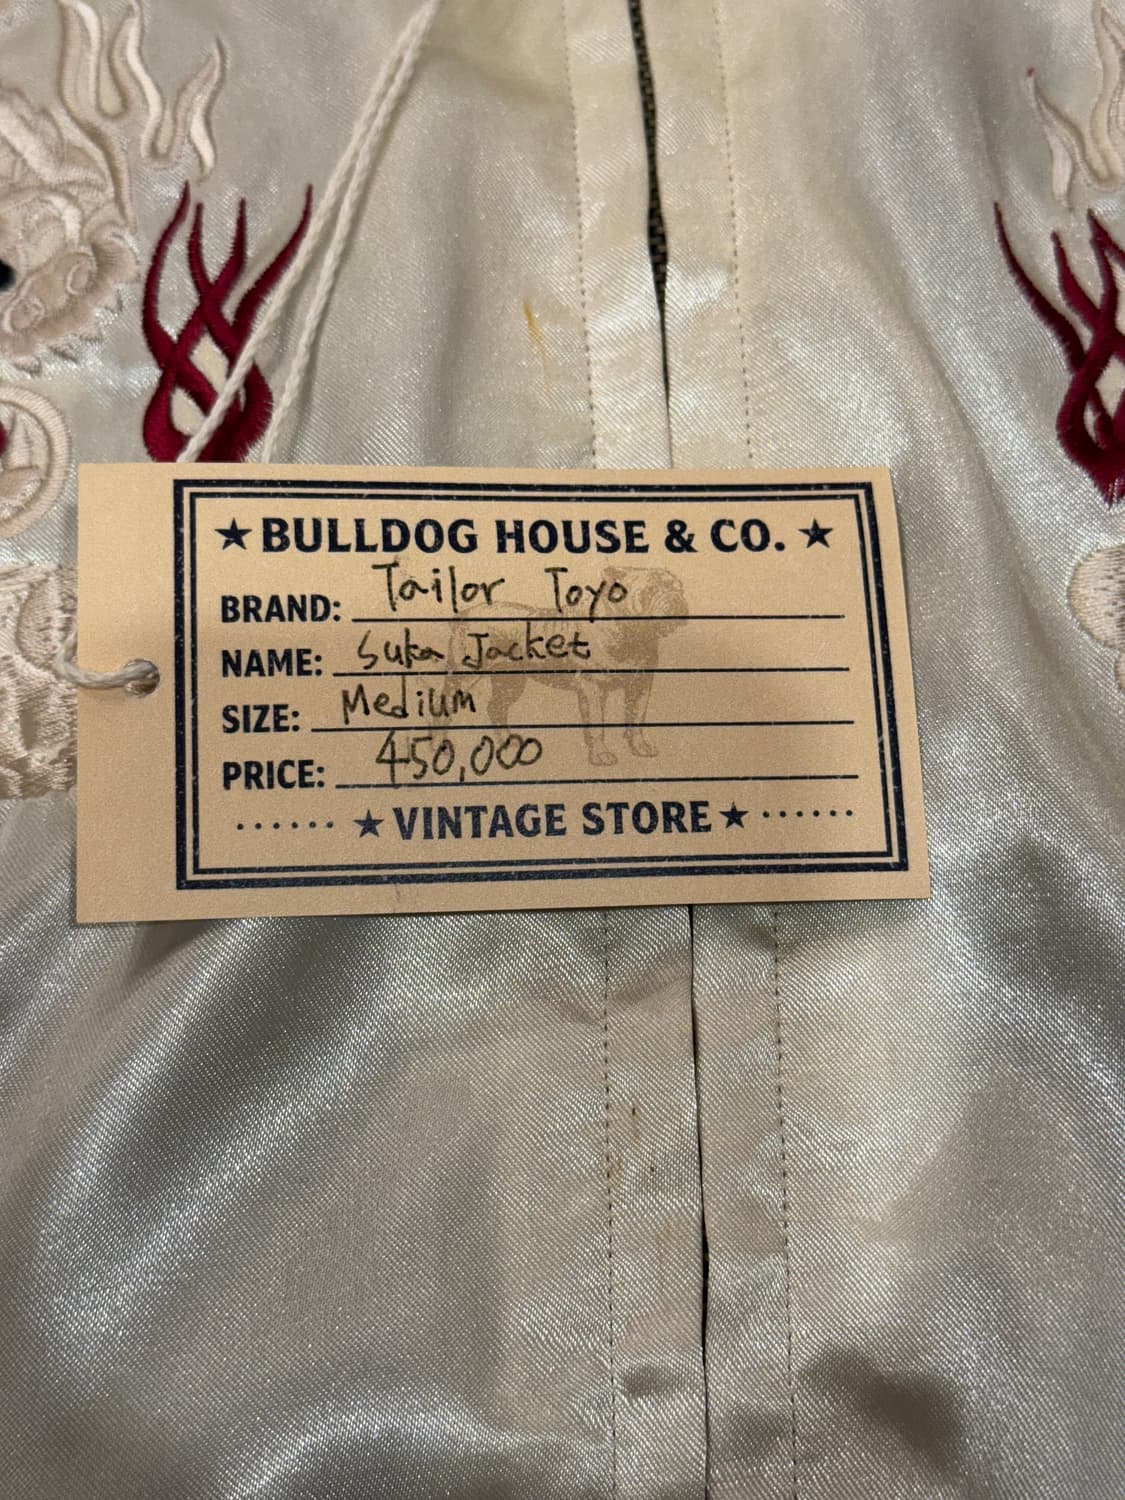 ★ BULLDOG HOUSE & CO. ★
BRAND: Tailor Toyo
NAME: Suka Jacket
SIZE: Medium
PRICE: 450,000
...... ★ VINTAGE STORE ★ ......